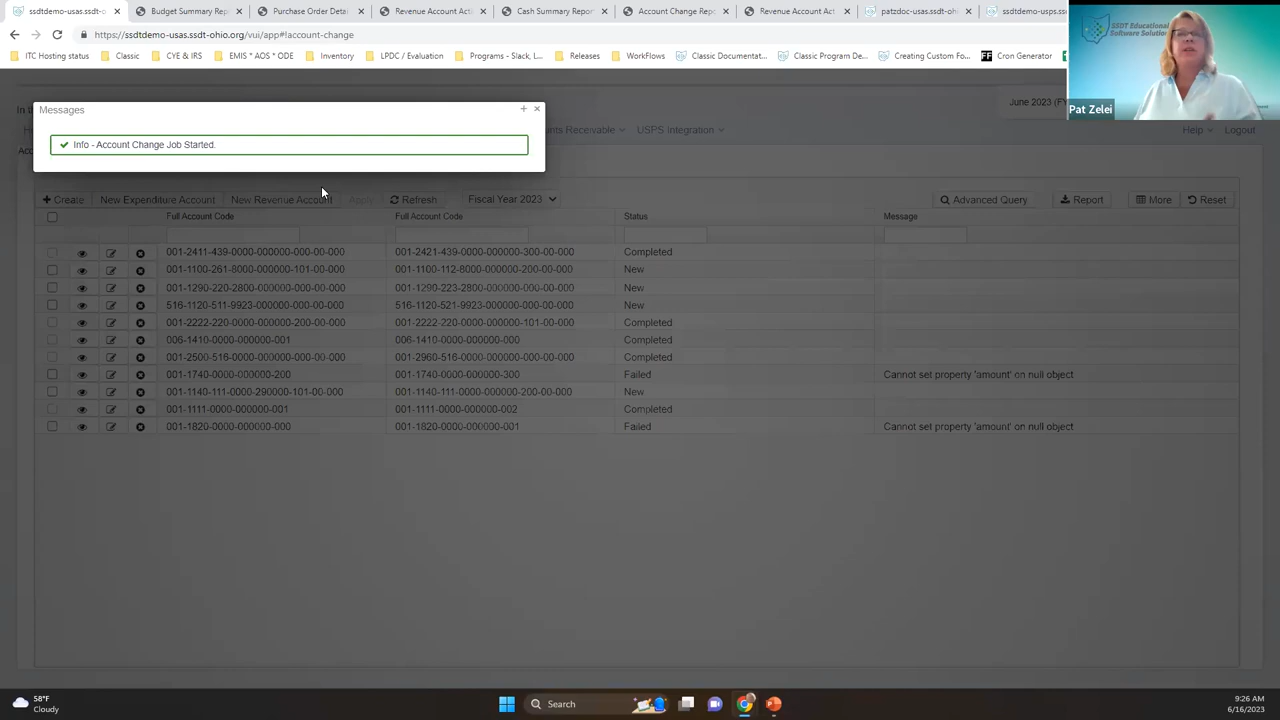 ssdtdemo-usas.ssdt-o
Budget Summary Rep
Purchase Order Detai
Revenue Account Acti
Cash Summary Report
Account Change Rep
Revenue Account Act
patzdoc-usas.ssdt-oh
ssdtdemo-usps.ssd
https://ssdtdemo-usas.ssdt-ohio.org/vui/app#!account-change
ITC Hosting status
Classic
CYE & IRS
EMIS * AOS * ODE
Inventory
LPDC / Evaluation
Programs - Slack, L...
Releases
WorkFlows
Classic Documentat...
Classic Program De...
Creating Custom Fo...
Cron Generator
SSDT Educational
Software Solutions
Pat Zelei
June 2023 (FY
Messages
Info - Account Change Job Started.
USPS Integration
Help
Logout
Create
New Expenditure Account
New Revenue Account
Apply
Refresh
Fiscal Year 2023
Advanced Query
Report
More
Reset
Full Account Code Full Account Code Status Message
001-2411-439-0000-000000-000-00-000 001-2421-439-0000-000000-300-00-000 Completed
001-1100-261-8000-000000-101-00-000 001-1100-112-8000-000000-200-00-000 New
001-1290-220-2800-000000-000-00-000 001-1290-223-2800-000000-000-00-000 New
516-1120-511-9923-000000-000-00-000 516-1120-521-9923-000000-000-00-000 New
001-2222-220-0000-000000-200-00-000 001-2222-220-0000-000000-101-00-000 Completed
006-1410-0000-000000-001 006-1410-0000-000000-000 Completed
001-2500-516-0000-000000-000-00-000 001-2960-516-0000-000000-000-00-000 Completed
001-1740-0000-000000-200 001-1740-0000-000000-300 Failed Cannot set property 'amount' on null object
001-1140-111-0000-290000-101-00-000 001-1140-111-0000-000000-200-00-000 New
001-1111-0000-000000-001 001-1111-0000-000000-002 Completed
001-1820-0000-000000-000 001-1820-0000-000000-001 Failed Cannot set property 'amount' on null object
58°F
Cloudy
Search
9:26 AM
6/16/2023